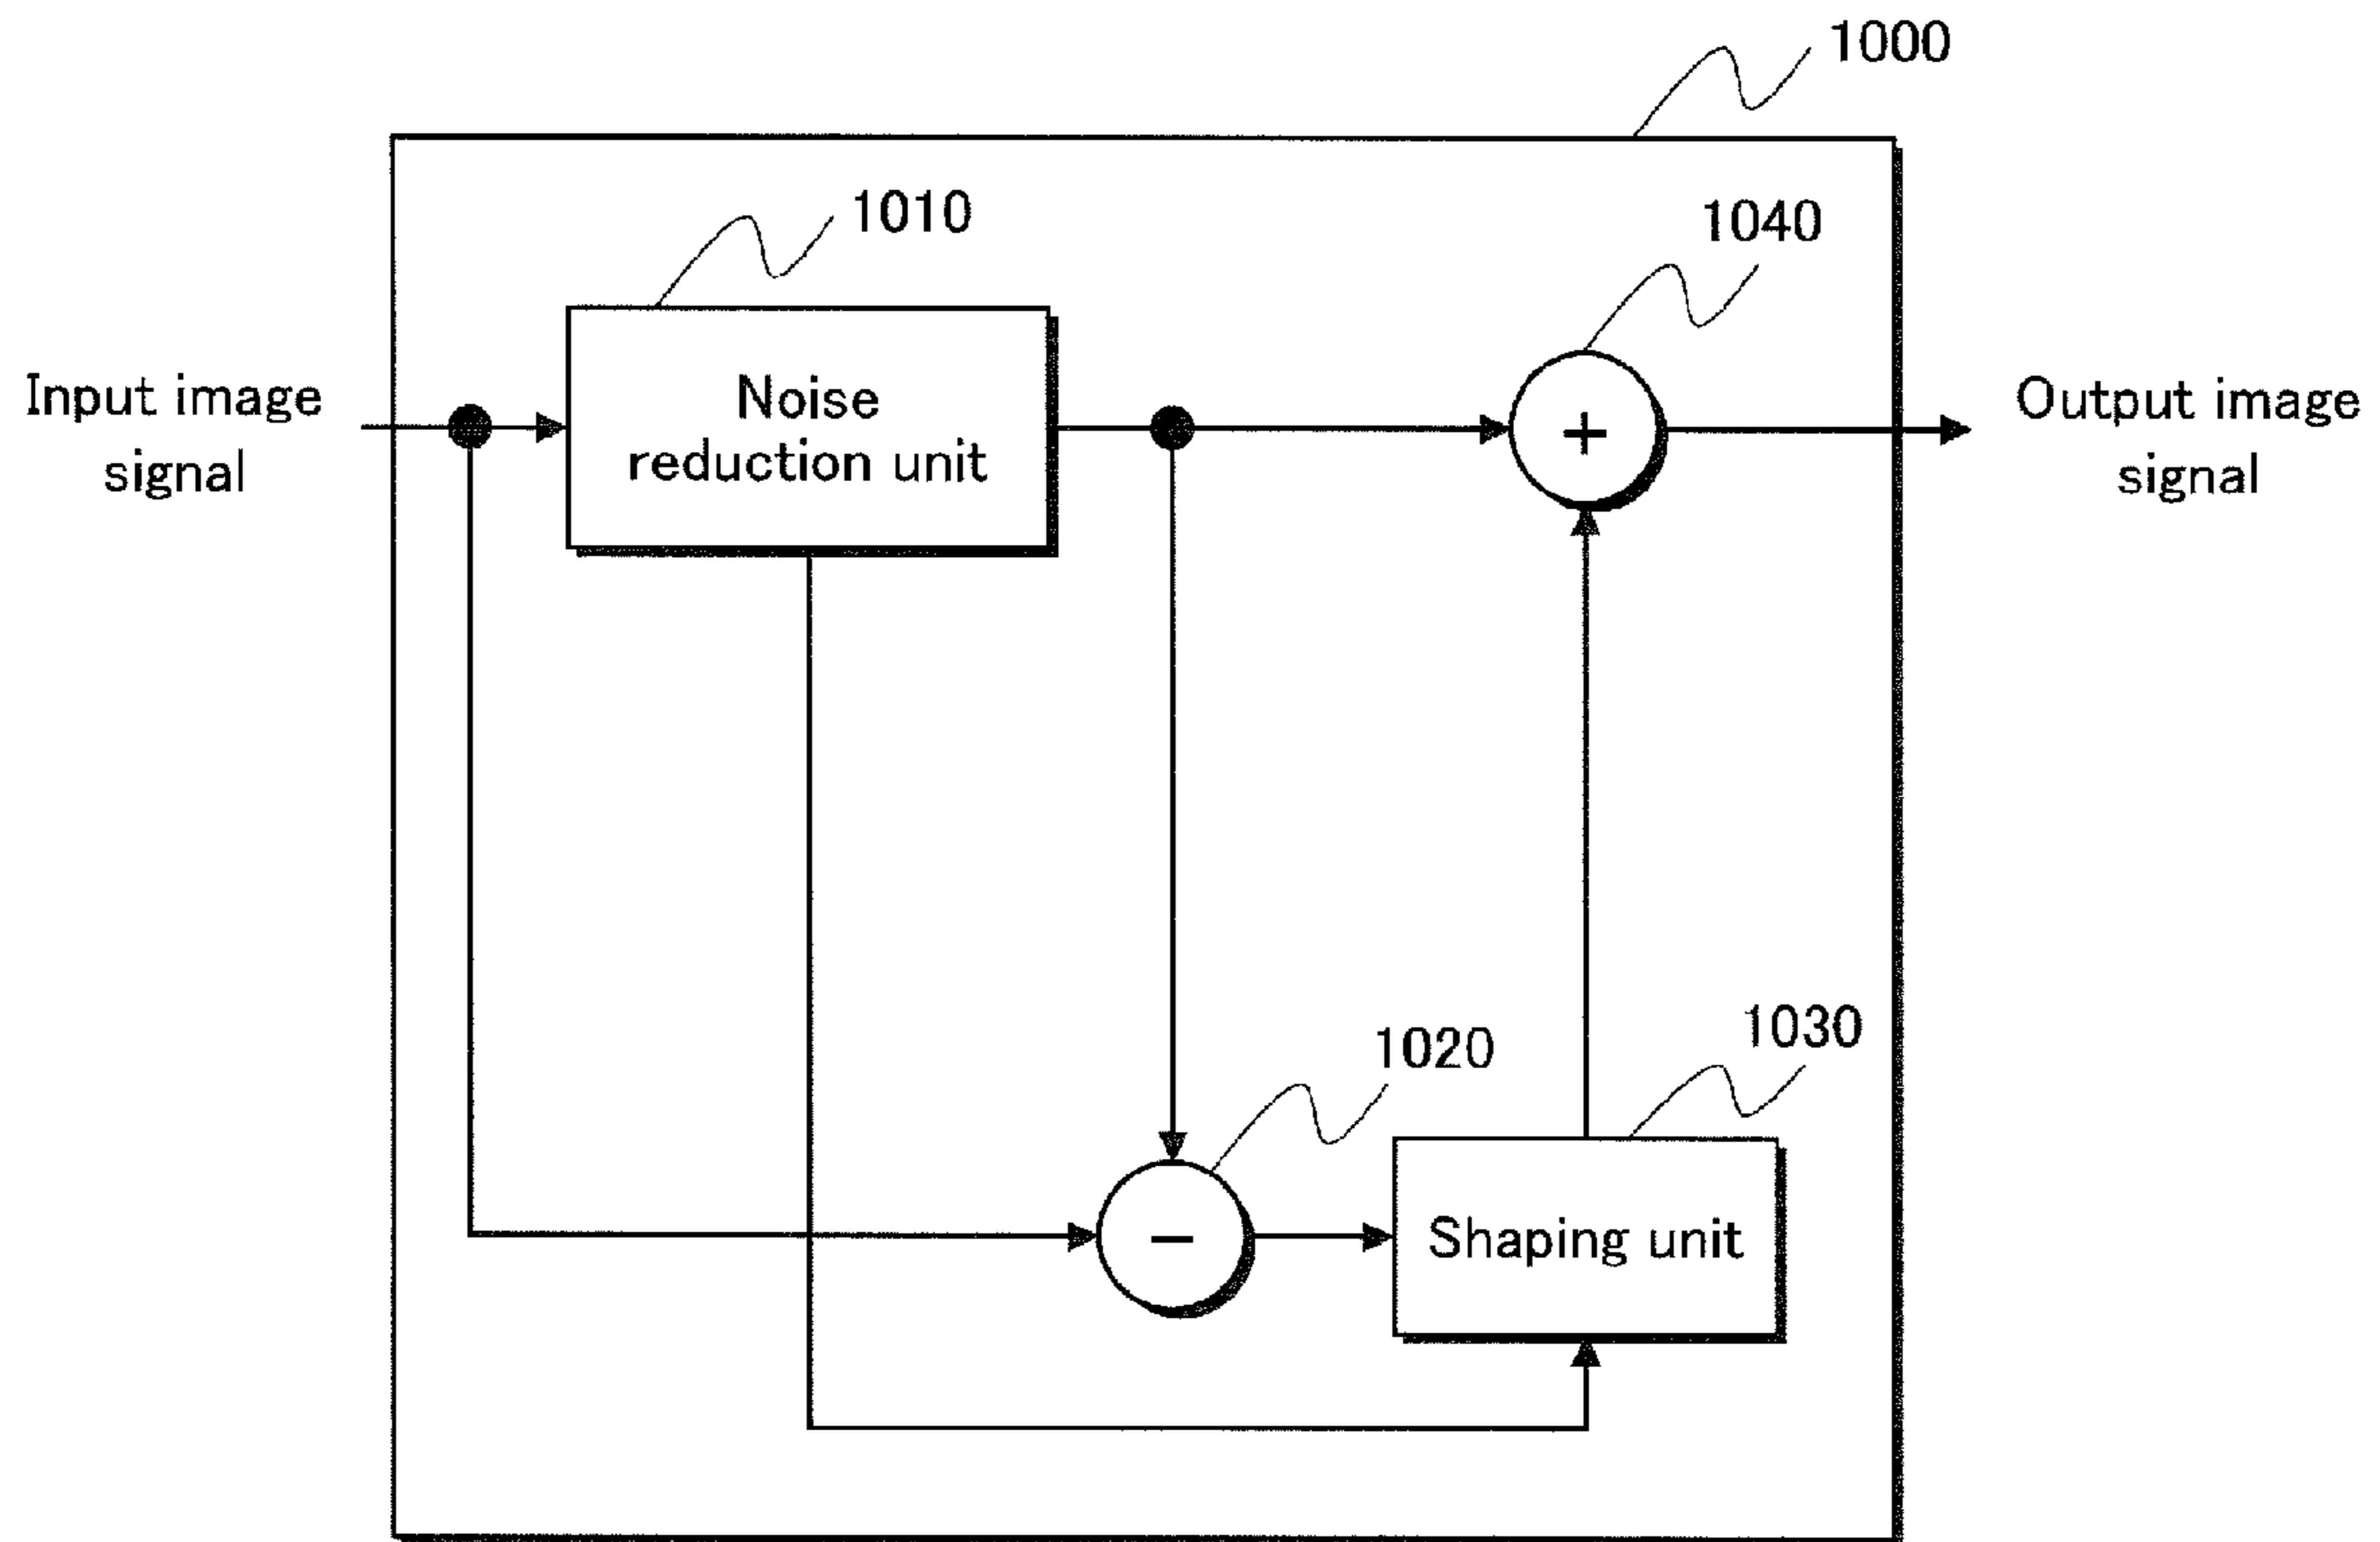 1000
1010
1040
Input image
signal
Noise
reduction unit
+
Output image
signal
1020
1030
−
Shaping unit